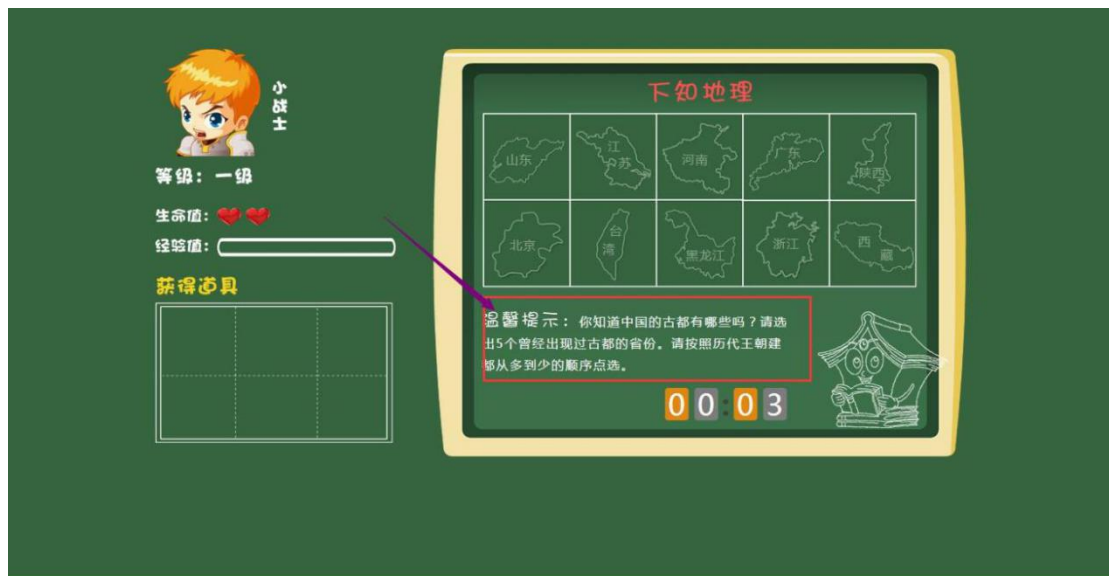 小战士
等级：一级
生命值：
经验值：
获得道具
下知地理
山东 江苏 河南 广东 陕西
北京 台湾 黑龙江 浙江 西藏
温馨提示：你知道中国的古都有哪些吗？请选
出5个曾经出现过古都的省份。请按照历代王朝建
都从多到少的顺序点选。
00:03